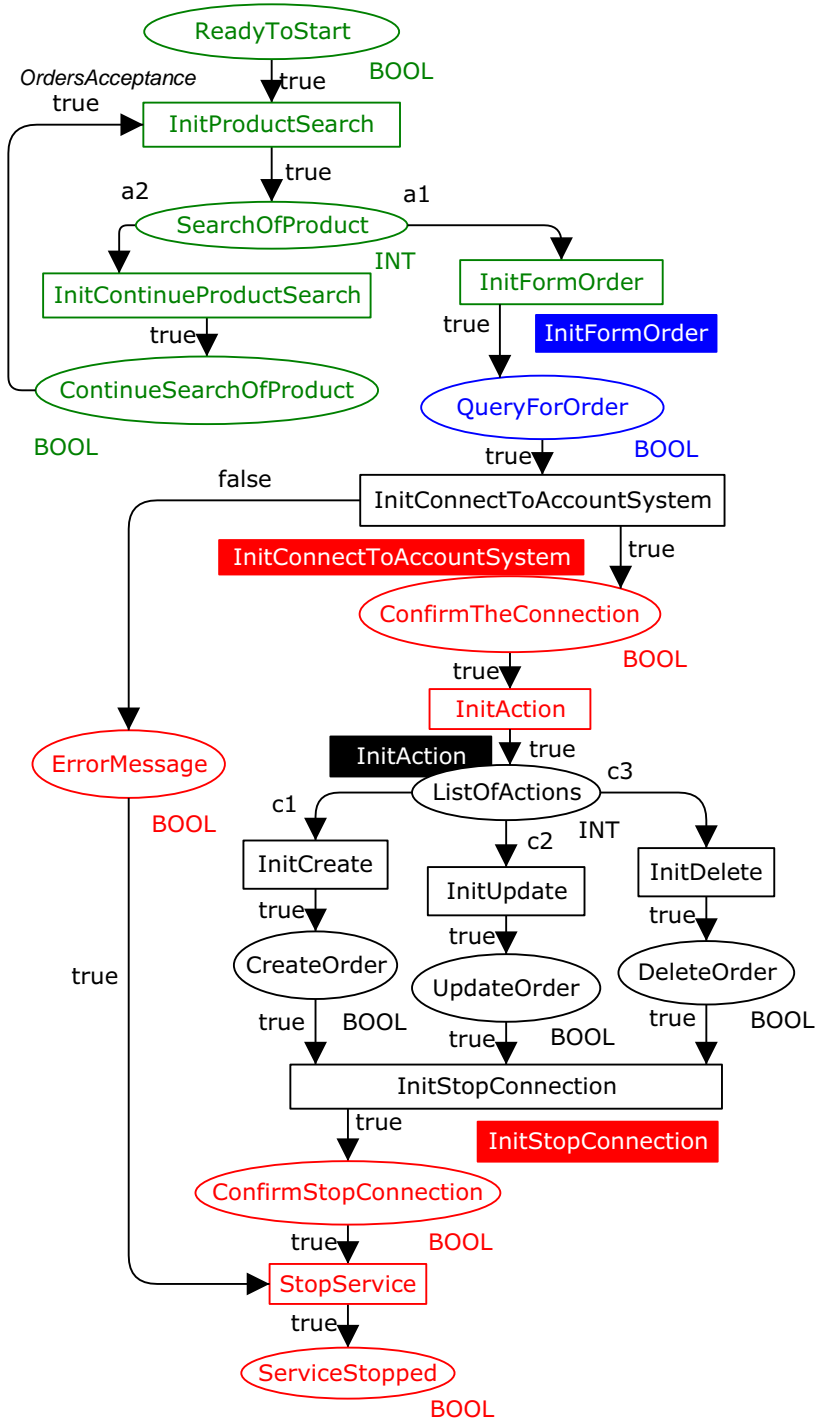 ReadyToStart
BOOL
OrdersAcceptance
true
true
InitProductSearch
true
a2
a1
SearchOfProduct
INT
InitContinueProductSearch
InitFormOrder
true
true
InitFormOrder
ContinueSearchOfProduct
QueryForOrder
BOOL
BOOL
true
false
InitConnectToAccountSystem
InitConnectToAccountSystem
true
ConfirmTheConnection
BOOL
true
InitAction
InitAction
true
ErrorMessage
BOOL
ListOfActions
c3
c1
INT
c2
InitCreate
InitUpdate
InitDelete
true
true
true
CreateOrder
UpdateOrder
DeleteOrder
true
true
BOOL
true
BOOL
true
BOOL
InitStopConnection
true
InitStopConnection
ConfirmStopConnection
true
BOOL
StopService
true
ServiceStopped
BOOL